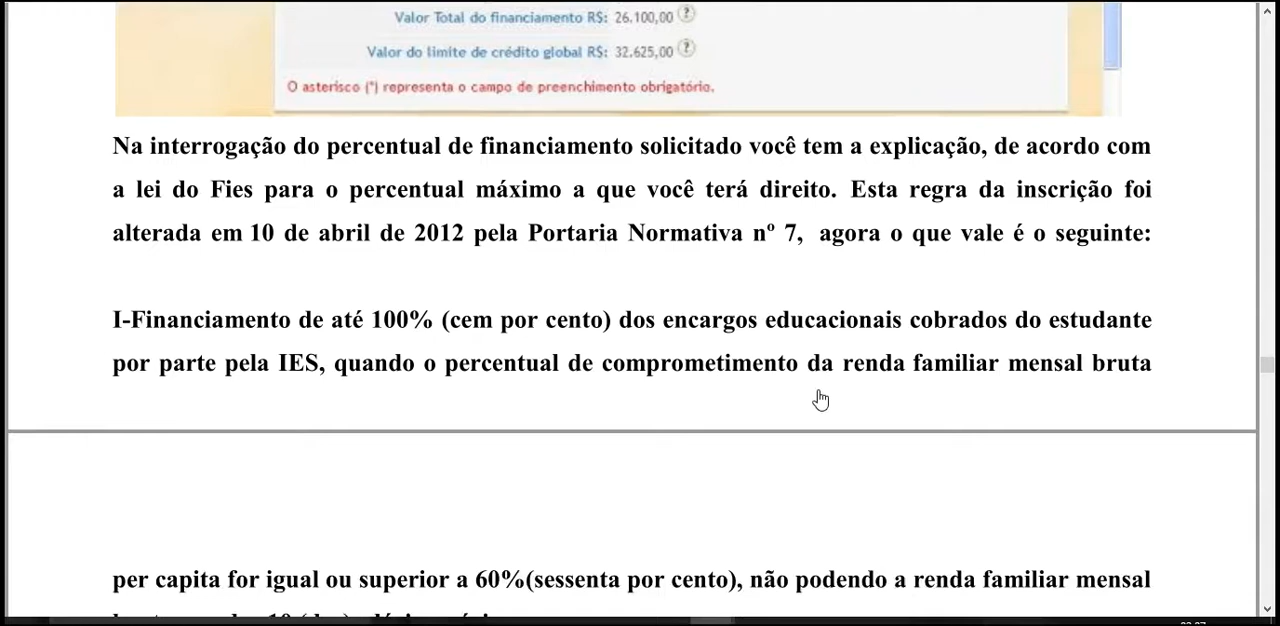 Valor Total do financiamento R$: 26.100,00 ?
Valor do limite de crédito global R$: 32.625,00 ?
O asterisco (*) representa o campo de preenchimento obrigatório.
Na interrogação do percentual de financiamento solicitado você tem a explicação, de acordo com
a lei do Fies para o percentual máximo a que você terá direito. Esta regra da inscrição foi
alterada em 10 de abril de 2012 pela Portaria Normativa nº 7, agora o que vale é o seguinte:
I-Financiamento de até 100% (cem por cento) dos encargos educacionais cobrados do estudante
por parte pela IES, quando o percentual de comprometimento da renda familiar mensal bruta
per capita for igual ou superior a 60%(sessenta por cento), não podendo a renda familiar mensal